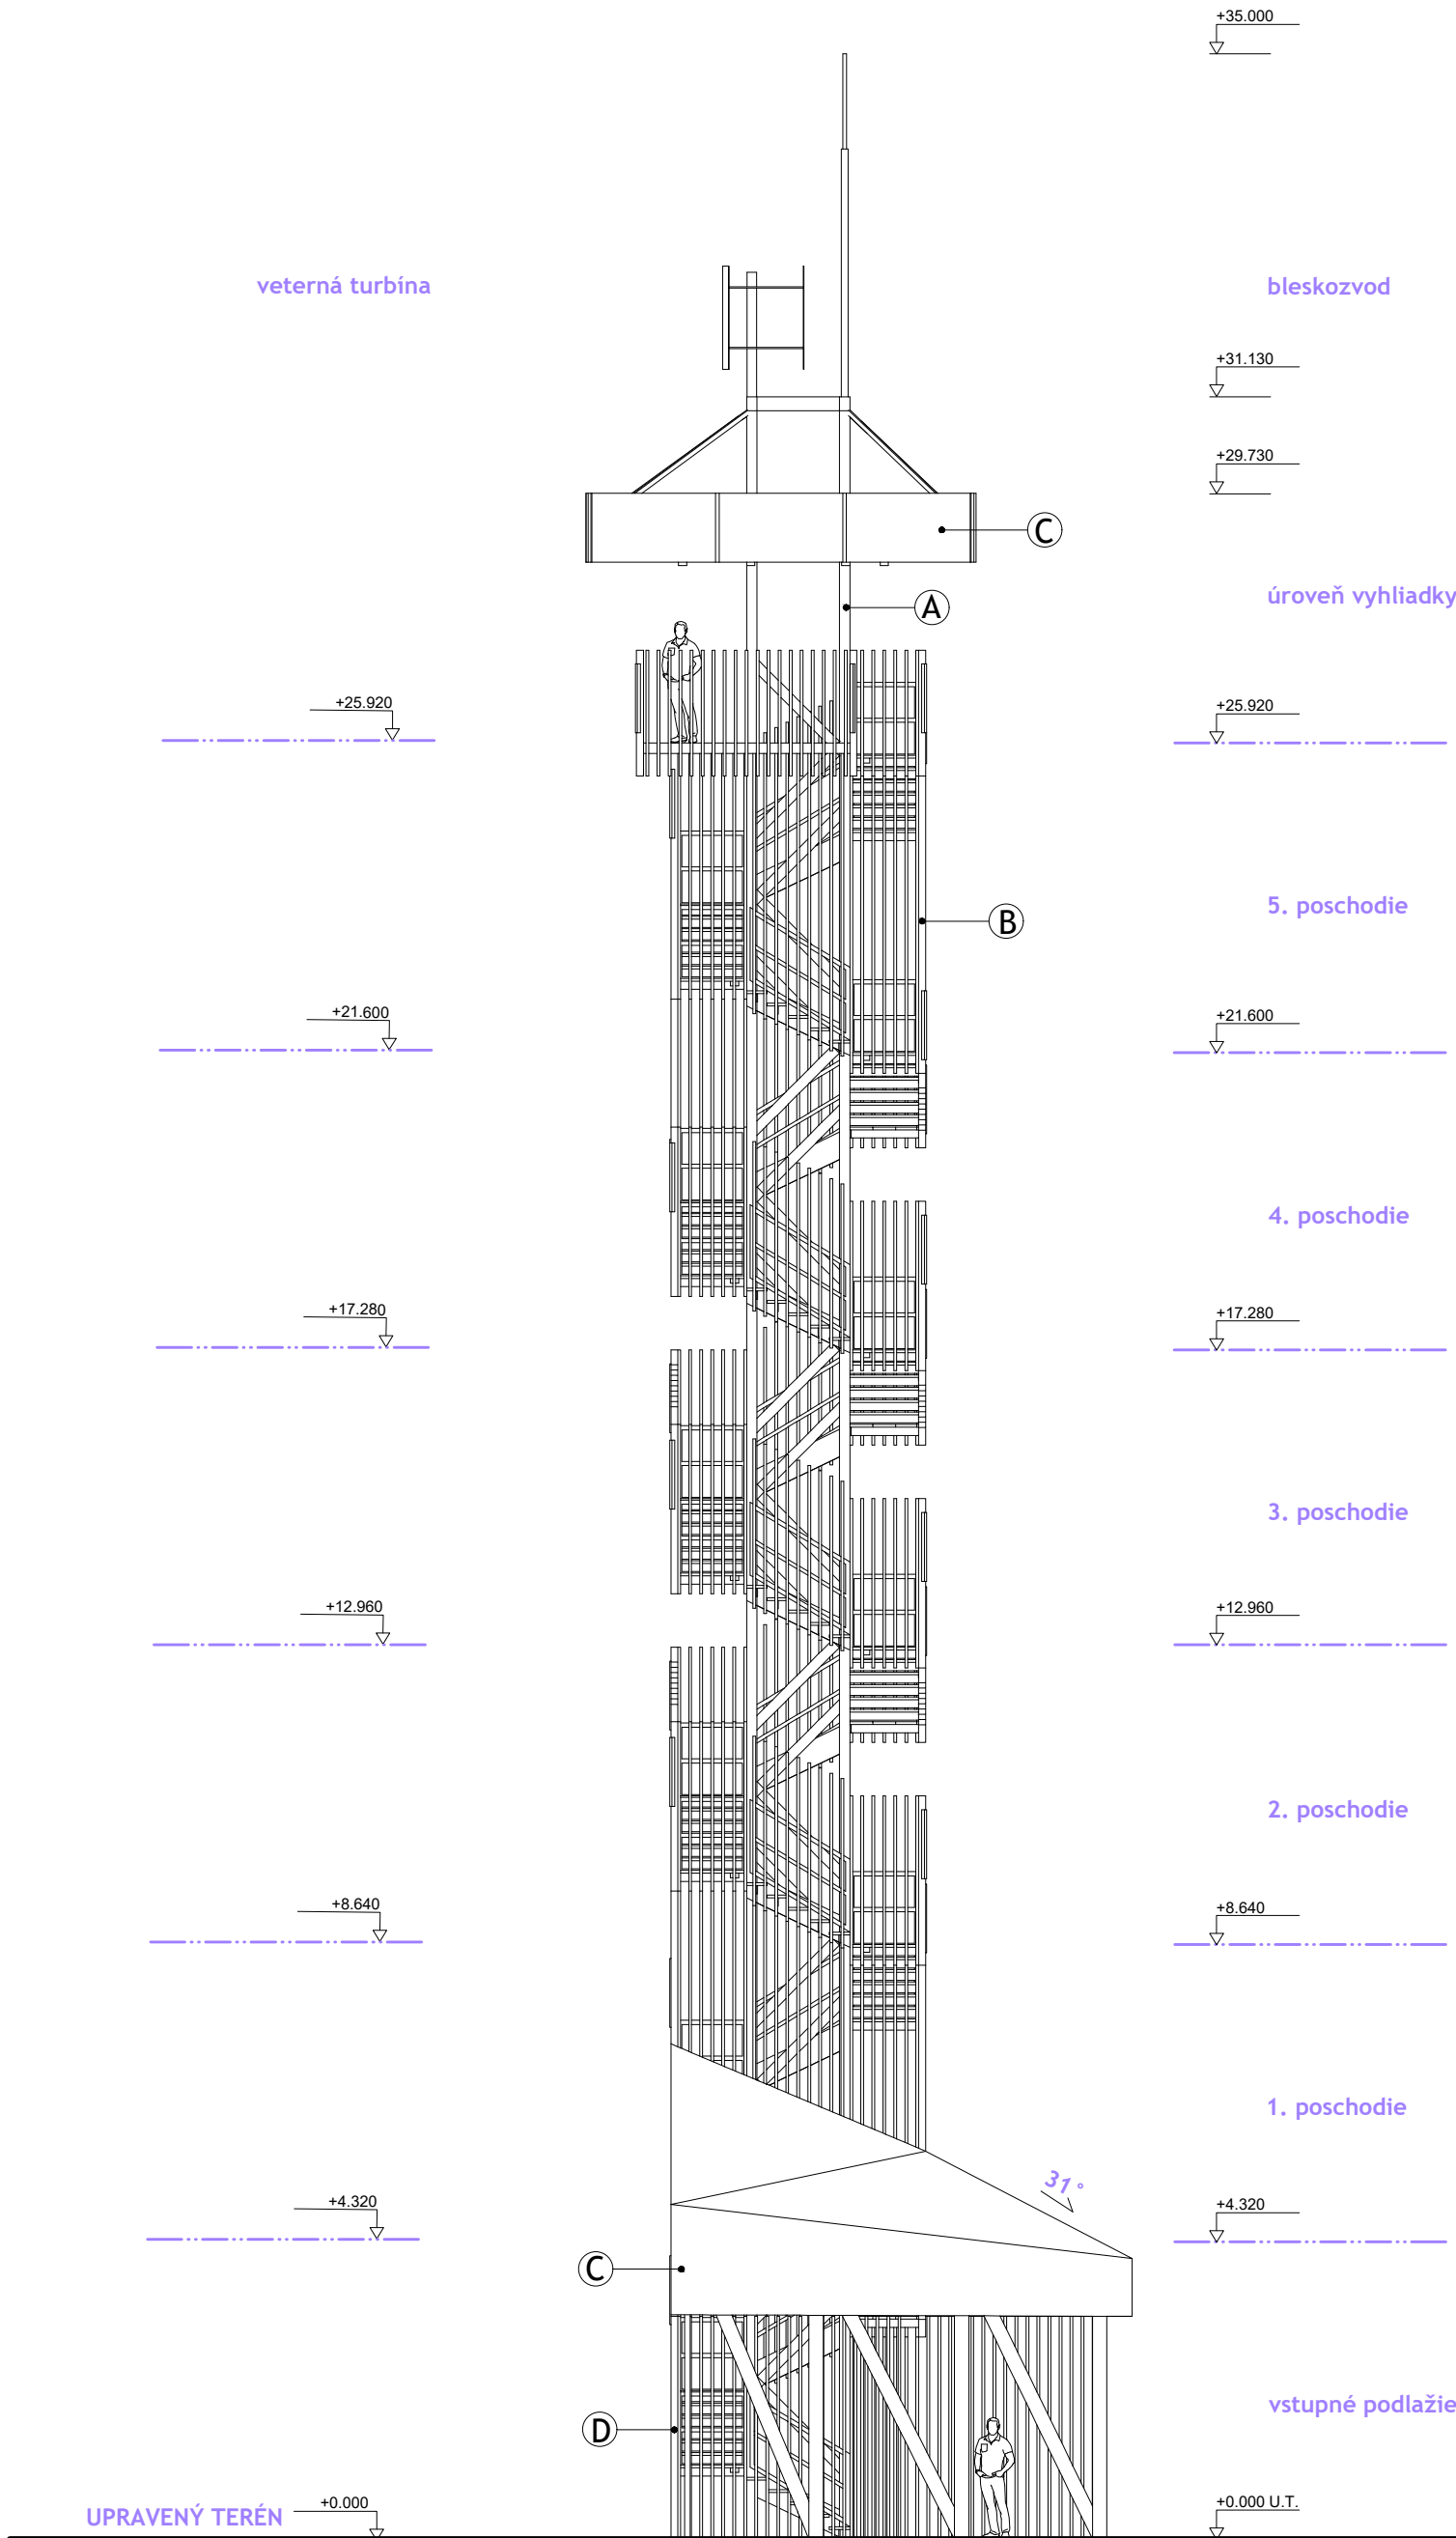 +35.000
veterná turbína
bleskozvod
+31.130
+29.730
C
úroveň vyhliadky
A
+25.920
+25.920
5. poschodie
B
+21.600
+21.600
4. poschodie
+17.280
+17.280
3. poschodie
+12.960
+12.960
2. poschodie
+8.640
+8.640
1. poschodie
31°
+4.320
+4.320
C
vstupné podlažie
D
UPRAVENÝ TERÉN
+0.000
+0.000 U.T.